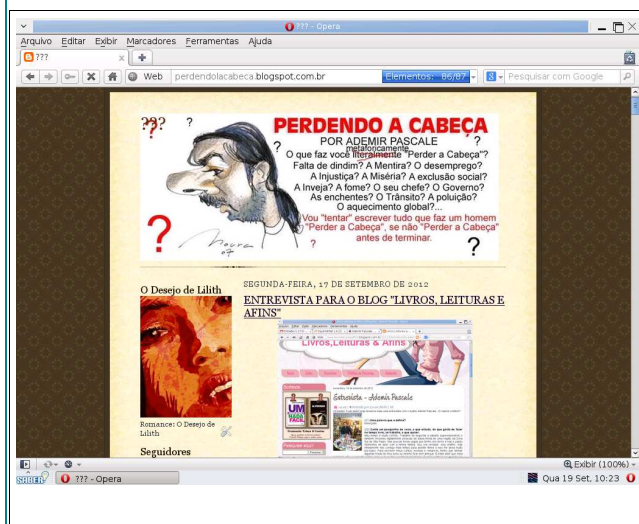 ??? - Opera
Arquivo Editar Exibir Marcadores Ferramentas Ajuda
???
Web perdendolacabeca.blogspot.com.br Elementos: 86/87 Pesquisar com Google
??? ?
??
PERDENDO A CABEÇA
POR ADEMIR PASCALE ?
? metaforicamente
O que faz você literalmente "Perder a Cabeça"?
Falta de dindim? A Mentira? O desemprego?
A Injustiça? A Miséria? A exclusão social?
A Inveja? A fome? O seu chefe? O Governo?
As enchentes? O Trânsito? A poluição?
O aquecimento global?...
Vou "tentar" escrever tudo que faz um homem
"Perder a Cabeça", se não "Perder a Cabeça"
antes de terminar.
? Moura 07 ? ?
SEGUNDA-FEIRA, 17 DE SETEMBRO DE 2012
ENTREVISTA PARA O BLOG "LIVROS, LEITURAS E
AFINS"
O Desejo de Lilith
Livros,Leituras & Afins
Entrevista - Ademir Pascale
UM
FÁCIL
Romance: O Desejo de
Lilith
Seguidores
Exibir (100%)
SABER? ??? - Opera Qua 19 Set, 10:23